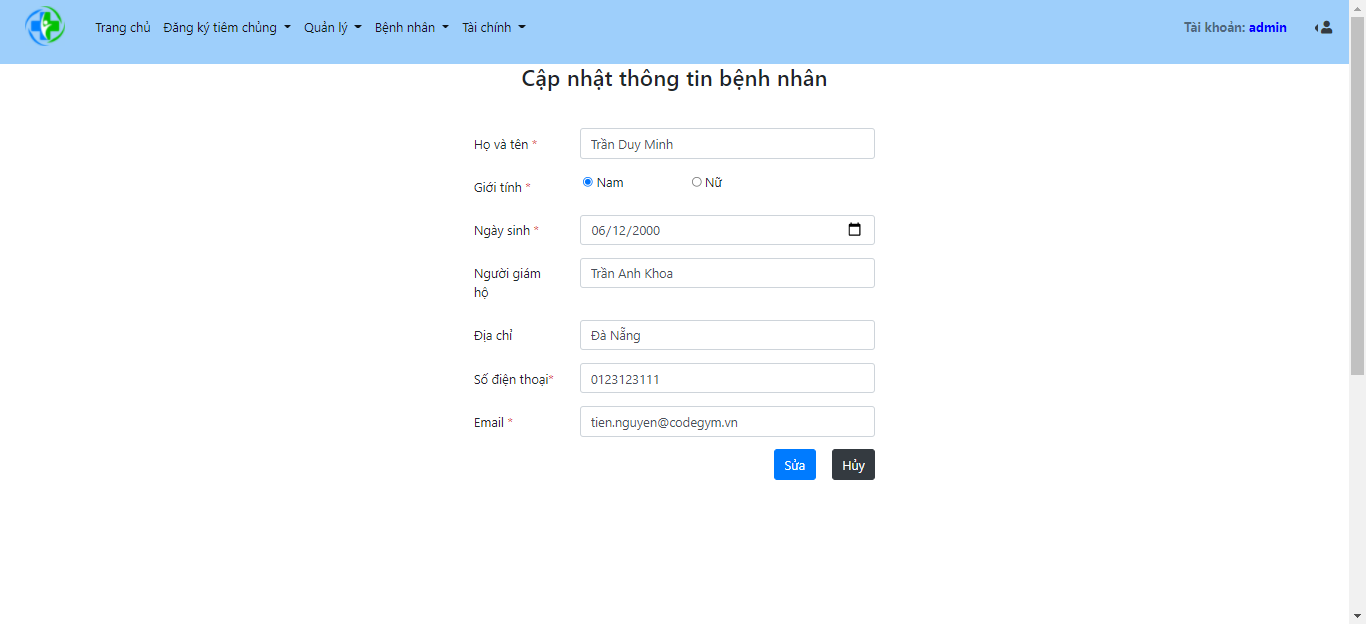 Trang chủ Đăng ký tiêm chủng Quản lý Bệnh nhân Tài chính Tài khoản: admin
Cập nhật thông tin bệnh nhân
Họ và tên * Trần Duy Minh
Giới tính * Nam Nữ
Ngày sinh * 06/12/2000
Người giám Trần Anh Khoa
hộ
Địa chỉ Đà Nẵng
Số điện thoại* 0123123111
Email * tien.nguyen@codegym.vn
Sửa Hủy